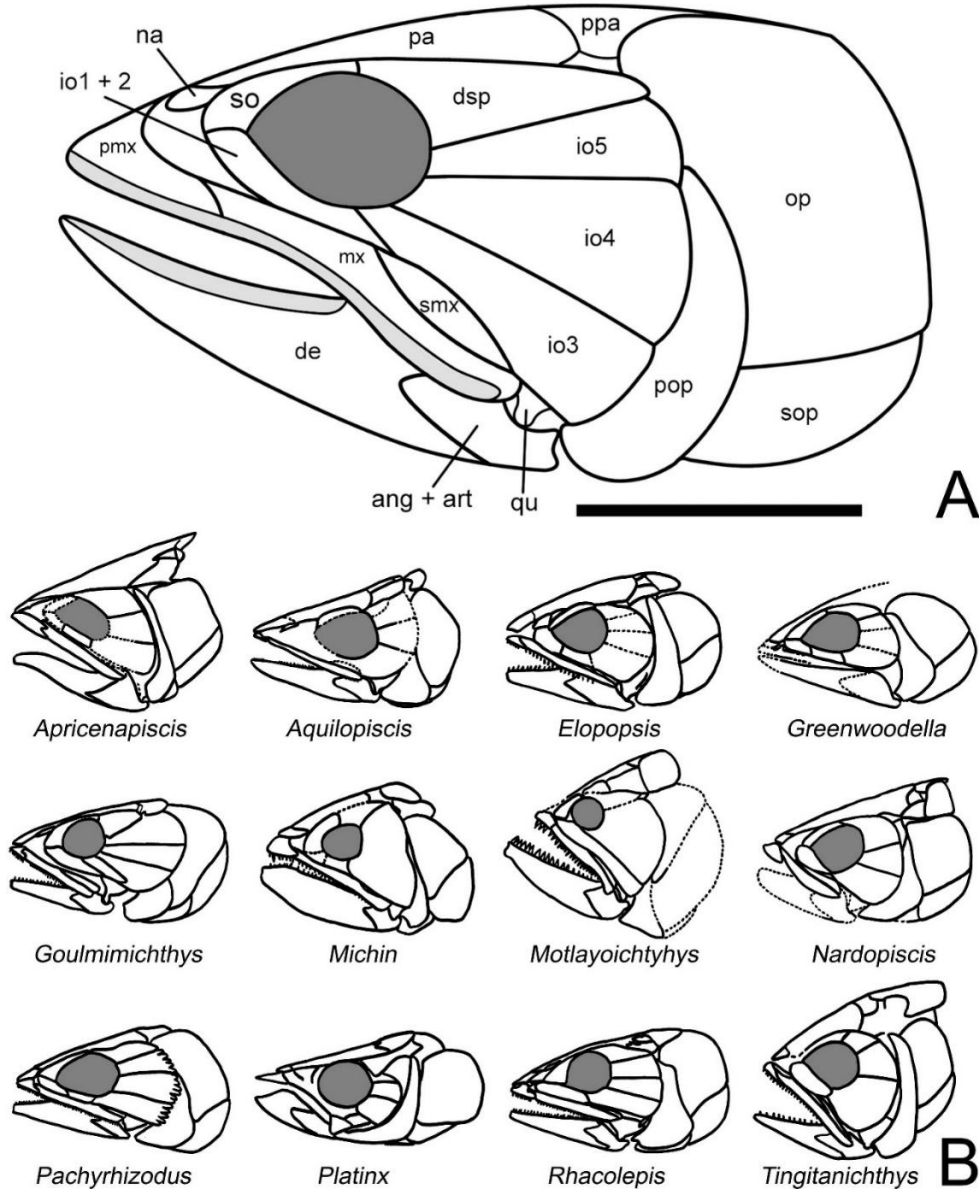 na
pa
ppa
io1 + 2
so
dsp
pmx
io5
op
io4
mx
smx
io3
de
pop
sop
ang + art
qu
A
Apricenapiscis
Aquilopiscis
Elopopsis
Greenwoodella
Goulmimichthys
Michin
Motlayoichtyhys
Nardopiscis
Pachyrhizodus
Platinx
Rhacolepis
Tingitanichthys
B